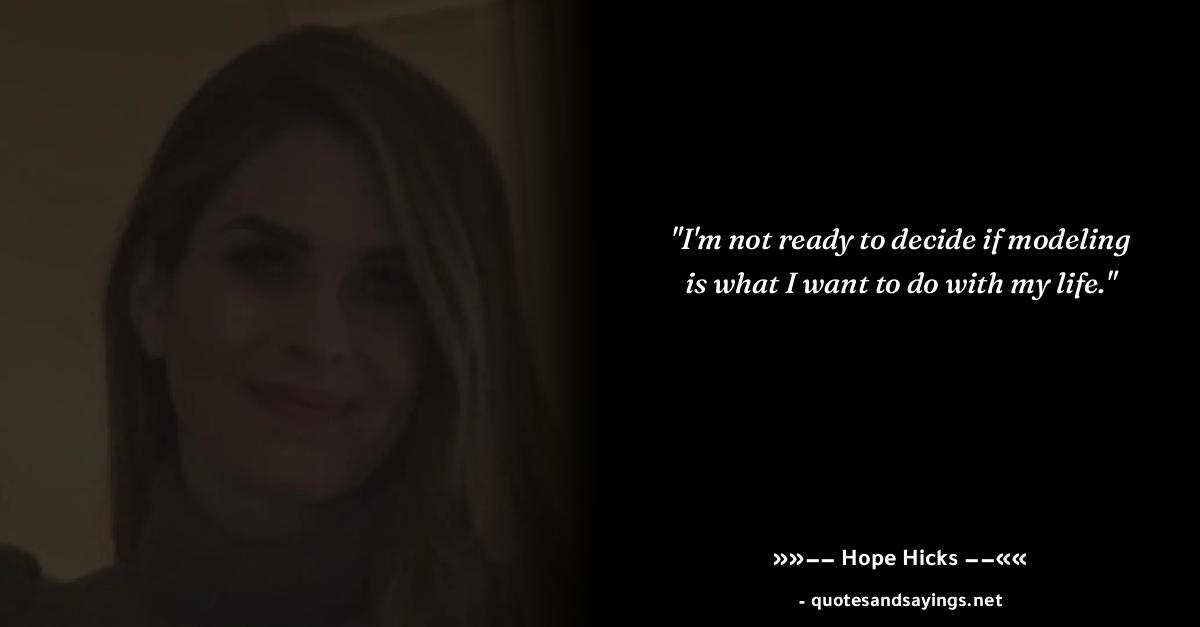 "I'm not ready to decide if modeling
is what I want to do with my life."
»»–– Hope Hicks ––««
- quotesandsayings.net